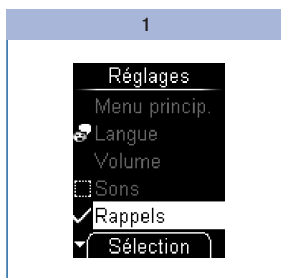 1
Réglages
Menu princip.
Langue
Volume
Sons
Rappels
Sélection